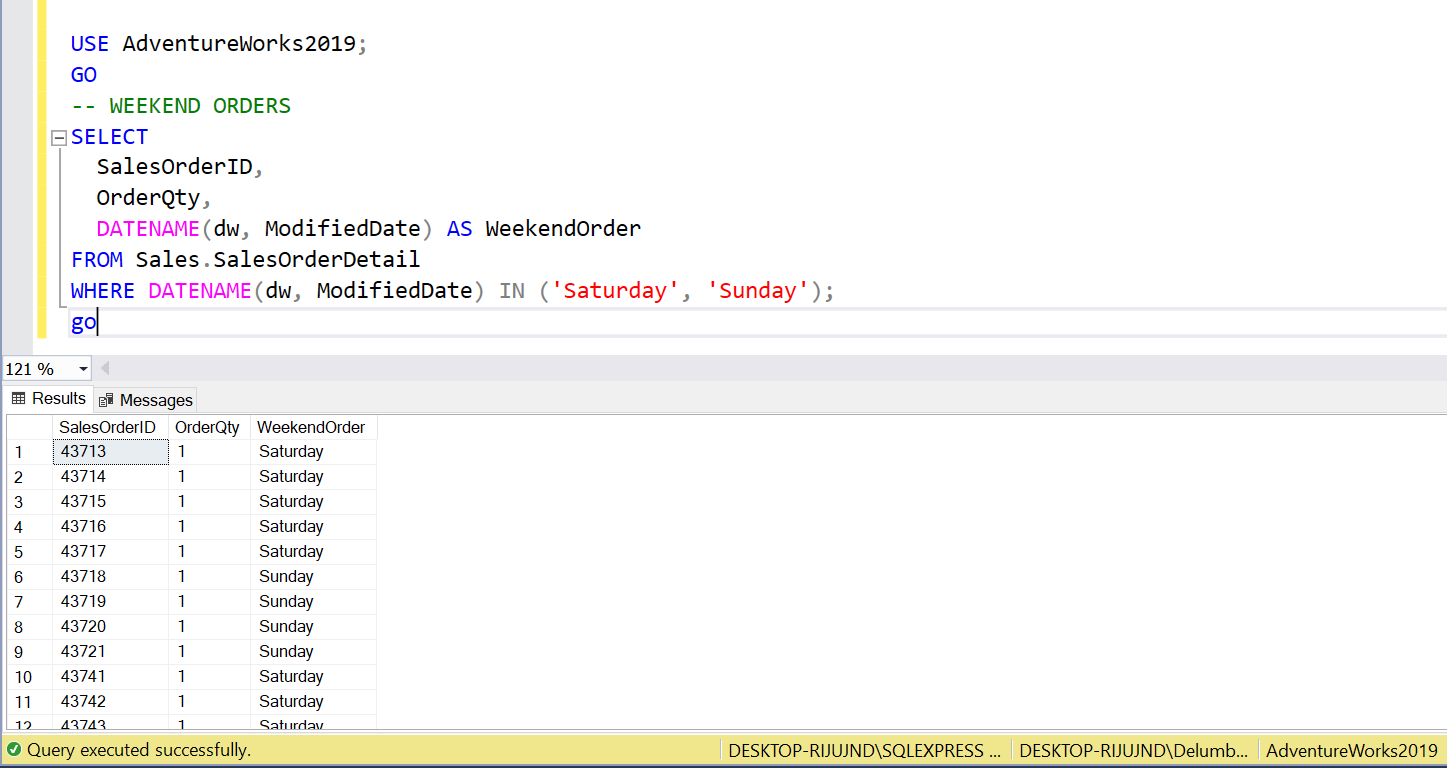 USE AdventureWorks2019;
GO
-- WEEKEND ORDERS
SELECT
SalesOrderID,
OrderQty,
DATENAME(dw, ModifiedDate) AS WeekendOrder
FROM Sales.SalesOrderDetail
WHERE DATENAME(dw, ModifiedDate) IN ('Saturday', 'Sunday');
go
121 %
Results Messages
SalesOrderID OrderQty WeekendOrder
1 43713 1 Saturday
2 43714 1 Saturday
3 43715 1 Saturday
4 43716 1 Saturday
5 43717 1 Saturday
6 43718 1 Sunday
7 43719 1 Sunday
8 43720 1 Sunday
9 43721 1 Sunday
10 43741 1 Saturday
11 43742 1 Saturday
12 43743 1 Saturday
Query executed successfully. DESKTOP-RIJUJND\SQLEXPRESS ... DESKTOP-RIJUJND\Delumb... AdventureWorks2019